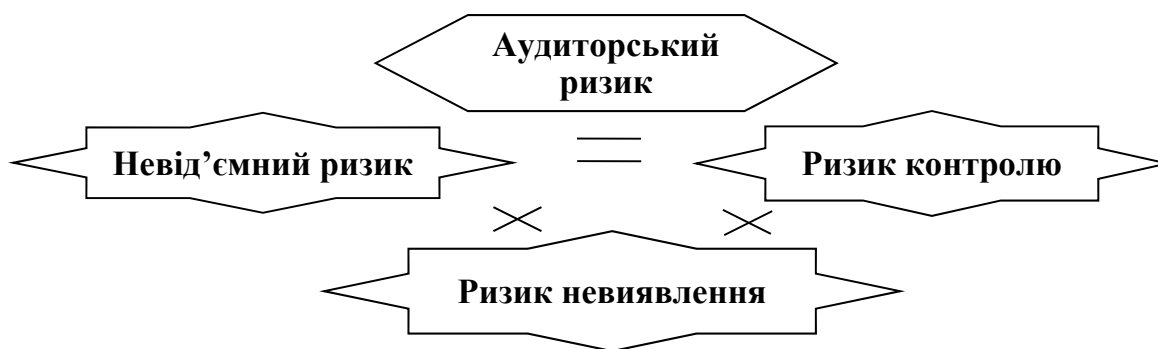 Аудиторський
ризик
Невід’ємний ризик
Ризик контролю
Ризик невиявлення